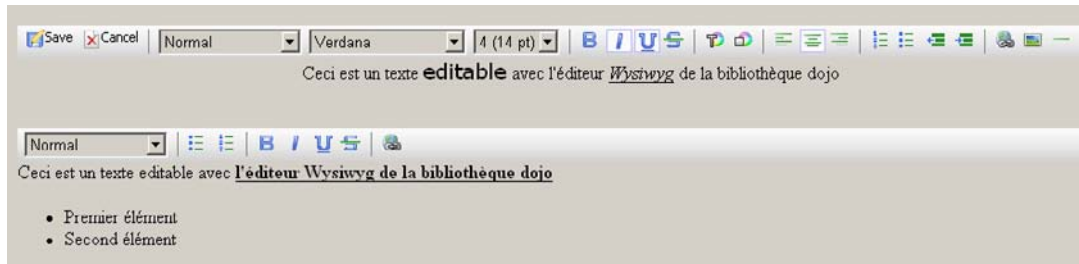 Save Cancel Normal Verdana 4 (14 pt) B I U S
Ceci est un texte editable avec l'éditeur Wysiwyg de la bibliothèque dojo
Normal B I U S
Ceci est un texte editable avec l'éditeur Wysiwyg de la bibliothèque dojo
• Premier élément
• Second élément